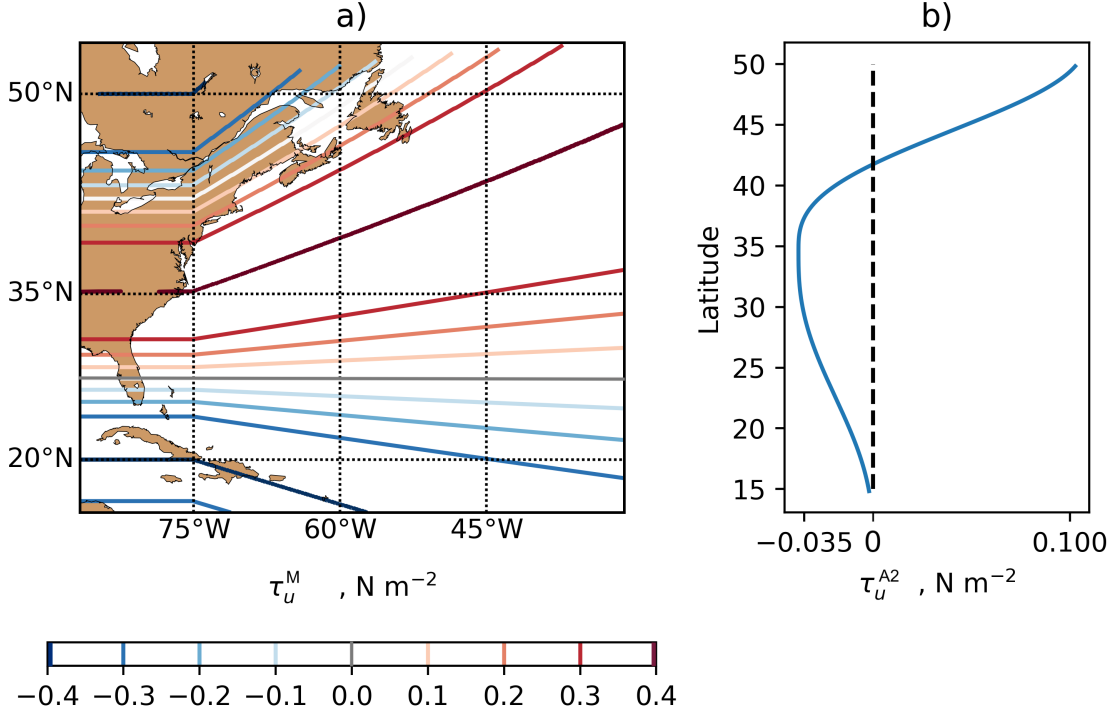 a)
50°N
35°N
20°N
75°W 60°W 45°W
τ_u^M , N m⁻²
−0.4 −0.3 −0.2 −0.1 0.0 0.1 0.2 0.3 0.4
b)
Latitude
50
45
40
35
30
25
20
15
−0.035 0 0.100
τ_u^A2 , N m⁻²